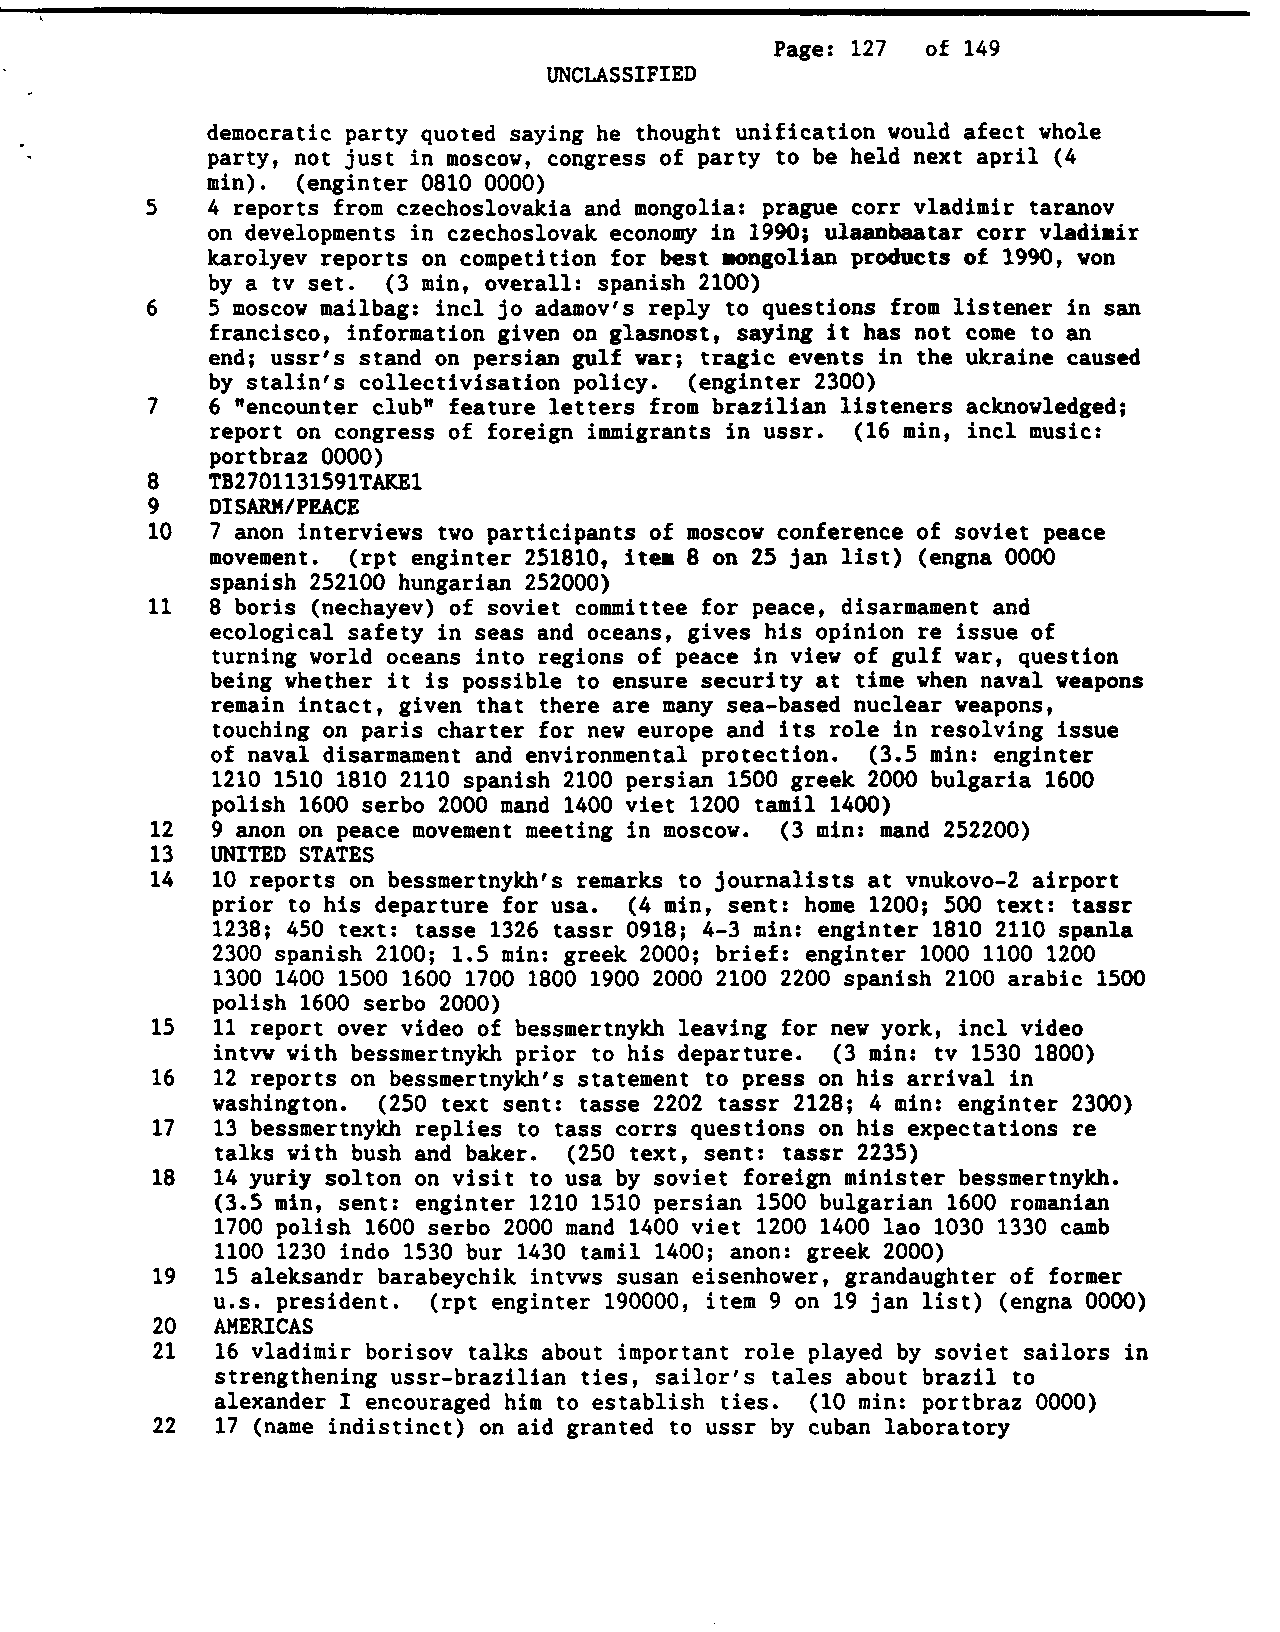 Page: 127 of 149
UNCLASSIFIED
democratic party quoted saying he thought unification would afect whole
party, not just in moscow, congress of party to be held next april (4
min). (enginter 0810 0000)
5 4 reports from czechoslovakia and mongolia: prague corr vladimir taranov
on developments in czechoslovak economy in 1990; ulaanbaatar corr vladimir
karolyev reports on competition for best mongolian products of 1990, won
by a tv set. (3 min, overall: spanish 2100)
6 5 moscow mailbag: incl jo adamov's reply to questions from listener in san
francisco, information given on glasnost, saying it has not come to an
end; ussr's stand on persian gulf war; tragic events in the ukraine caused
by stalin's collectivisation policy. (enginter 2300)
7 6 "encounter club" feature letters from brazilian listeners acknowledged;
report on congress of foreign immigrants in ussr. (16 min, incl music:
portbraz 0000)
8 TB2701131591TAKE1
9 DISARM/PEACE
10 7 anon interviews two participants of moscow conference of soviet peace
movement. (rpt enginter 251810, item 8 on 25 jan list) (engna 0000
spanish 252100 hungarian 252000)
11 8 boris (nechayev) of soviet committee for peace, disarmament and
ecological safety in seas and oceans, gives his opinion re issue of
turning world oceans into regions of peace in view of gulf war, question
being whether it is possible to ensure security at time when naval weapons
remain intact, given that there are many sea-based nuclear weapons,
touching on paris charter for new europe and its role in resolving issue
of naval disarmament and environmental protection. (3.5 min: enginter
1210 1510 1810 2110 spanish 2100 persian 1500 greek 2000 bulgaria 1600
polish 1600 serbo 2000 mand 1400 viet 1200 tamil 1400)
12 9 anon on peace movement meeting in moscow. (3 min: mand 252200)
13 UNITED STATES
14 10 reports on bessmertnykh's remarks to journalists at vnukovo-2 airport
prior to his departure for usa. (4 min, sent: home 1200; 500 text: tassr
1238; 450 text: tasse 1326 tassr 0918; 4-3 min: enginter 1810 2110 spanla
2300 spanish 2100; 1.5 min: greek 2000; brief: enginter 1000 1100 1200
1300 1400 1500 1600 1700 1800 1900 2000 2100 2200 spanish 2100 arabic 1500
polish 1600 serbo 2000)
15 11 report over video of bessmertnykh leaving for new york, incl video
intvw with bessmertnykh prior to his departure. (3 min: tv 1530 1800)
16 12 reports on bessmertnykh's statement to press on his arrival in
washington. (250 text sent: tasse 2202 tassr 2128; 4 min: enginter 2300)
17 13 bessmertnykh replies to tass corrs questions on his expectations re
talks with bush and baker. (250 text, sent: tassr 2235)
18 14 yuriy solton on visit to usa by soviet foreign minister bessmertnykh.
(3.5 min, sent: enginter 1210 1510 persian 1500 bulgarian 1600 romanian
1700 polish 1600 serbo 2000 mand 1400 viet 1200 1400 lao 1030 1330 camb
1100 1230 indo 1530 bur 1430 tamil 1400; anon: greek 2000)
19 15 aleksandr barabeychik intvws susan eisenhower, grandaughter of former
u.s. president. (rpt enginter 190000, item 9 on 19 jan list) (engna 0000)
20 AMERICAS
21 16 vladimir borisov talks about important role played by soviet sailors in
strengthening ussr-brazilian ties, sailor's tales about brazil to
alexander I encouraged him to establish ties. (10 min: portbraz 0000)
22 17 (name indistinct) on aid granted to ussr by cuban laboratory